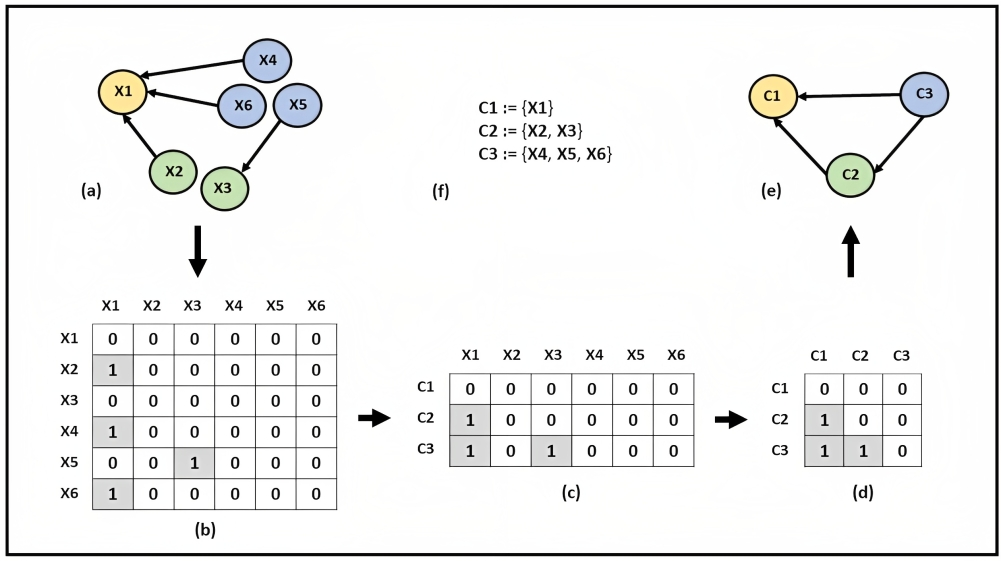 X4
X1
X6
X5
X2
X3
(a)
C1 := {X1}
C2 := {X2, X3}
C3 := {X4, X5, X6}
(f)
C1
C3
C2
(e)
X1 X2 X3 X4 X5 X6
X1 0 0 0 0 0 0
X2 1 0 0 0 0 0
X3 0 0 0 0 0 0
X4 1 0 0 0 0 0
X5 0 0 1 0 0 0
X6 1 0 0 0 0 0
(b)
X1 X2 X3 X4 X5 X6
C1 0 0 0 0 0 0
C2 1 0 0 0 0 0
C3 1 0 1 0 0 0
(c)
C1 C2 C3
C1 0 0 0
C2 1 0 0
C3 1 1 0
(d)